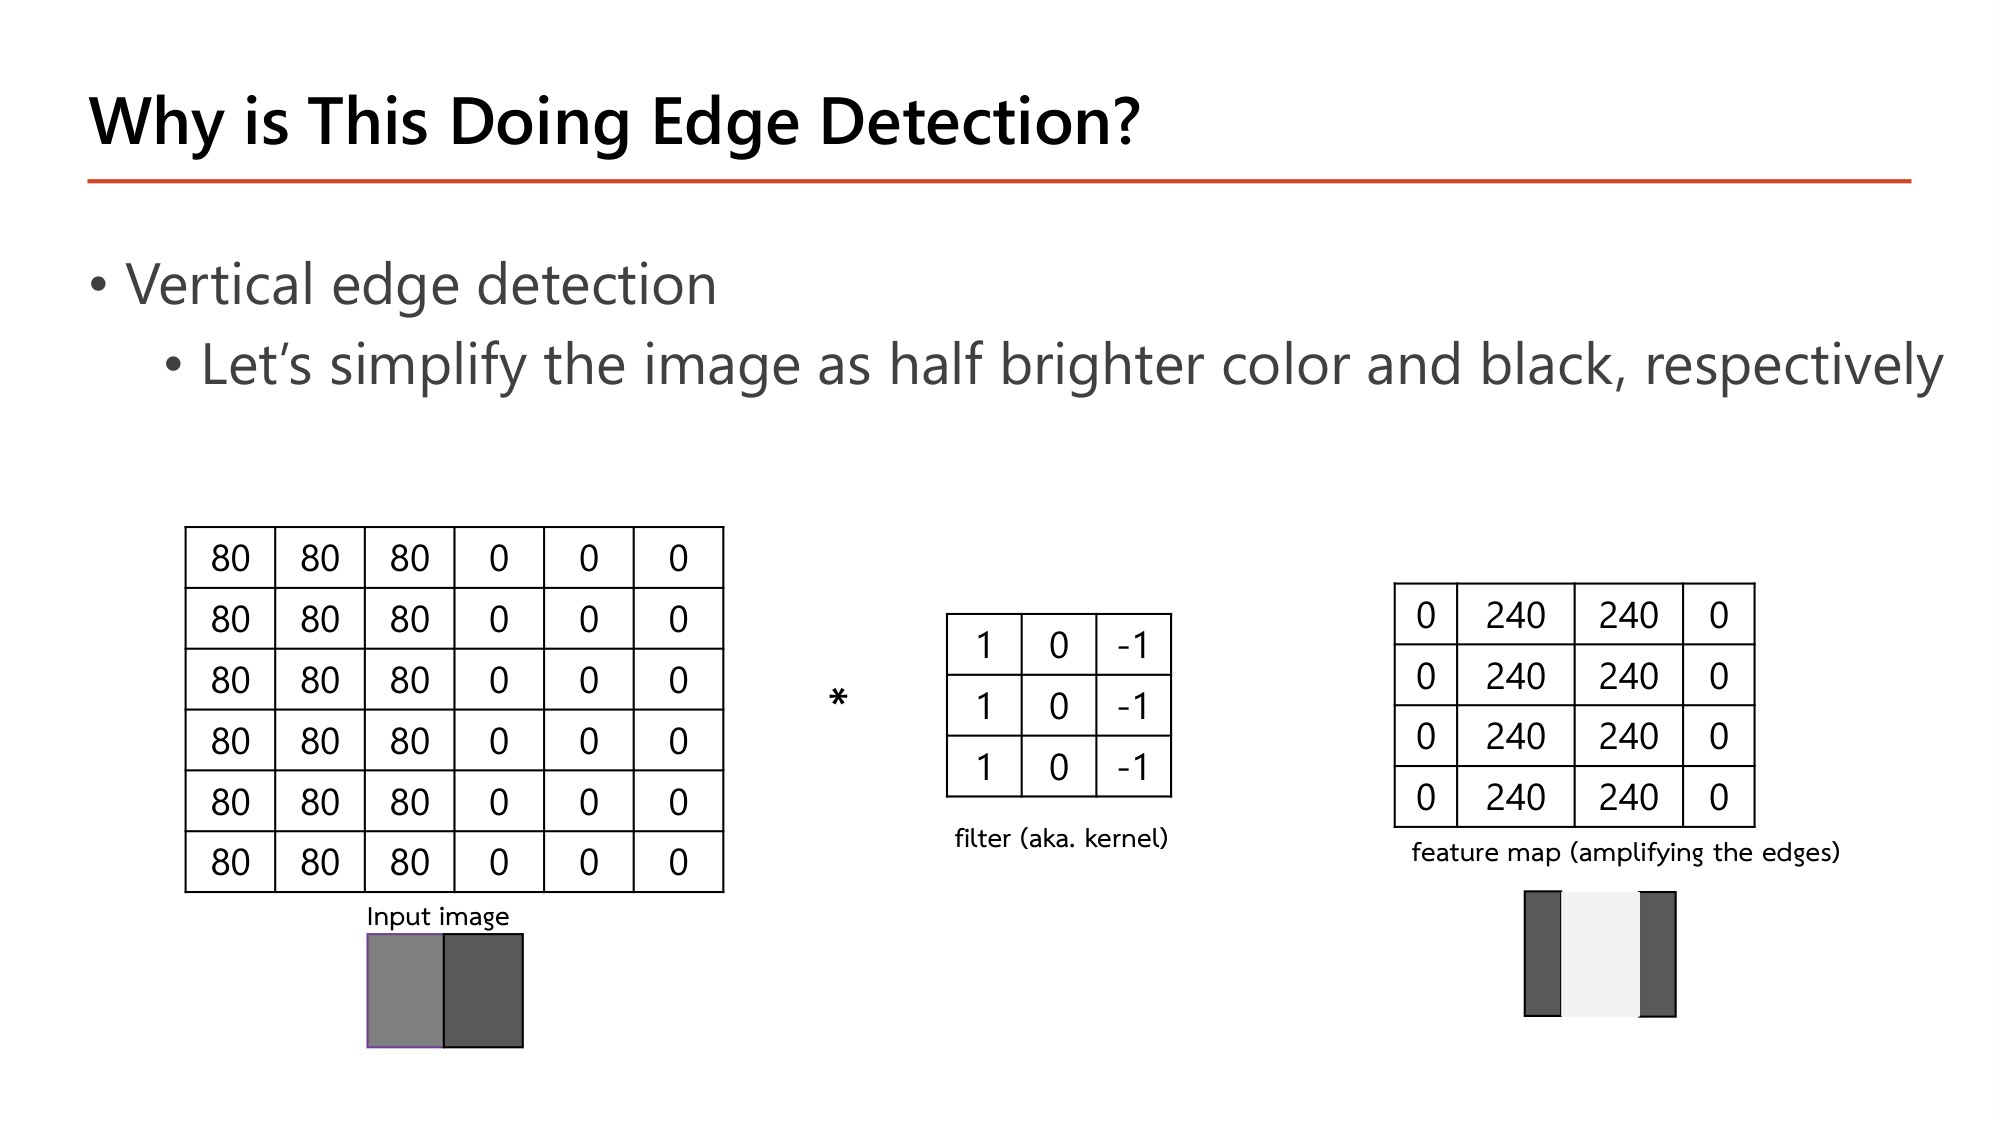 Why is This Doing Edge Detection?
• Vertical edge detection
• Let’s simplify the image as half brighter color and black, respectively
80 80 80 0 0 0
80 80 80 0 0 0
80 80 80 0 0 0
80 80 80 0 0 0
80 80 80 0 0 0
80 80 80 0 0 0
Input image
*
1 0 -1
1 0 -1
1 0 -1
filter (aka. kernel)
0 240 240 0
0 240 240 0
0 240 240 0
0 240 240 0
feature map (amplifying the edges)